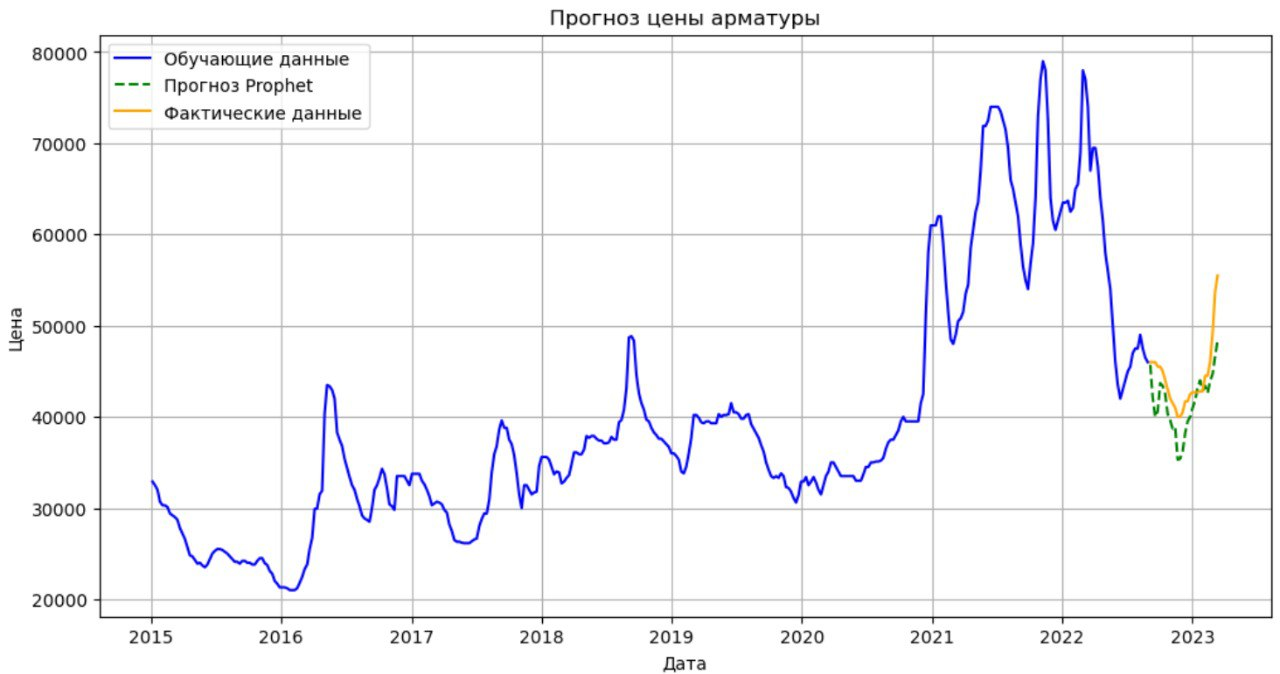 Прогноз цены арматуры
Обучающие данные
Прогноз Prophet
Фактические данные
Цена
80000
70000
60000
50000
40000
30000
20000
2015 2016 2017 2018 2019 2020 2021 2022 2023
Дата